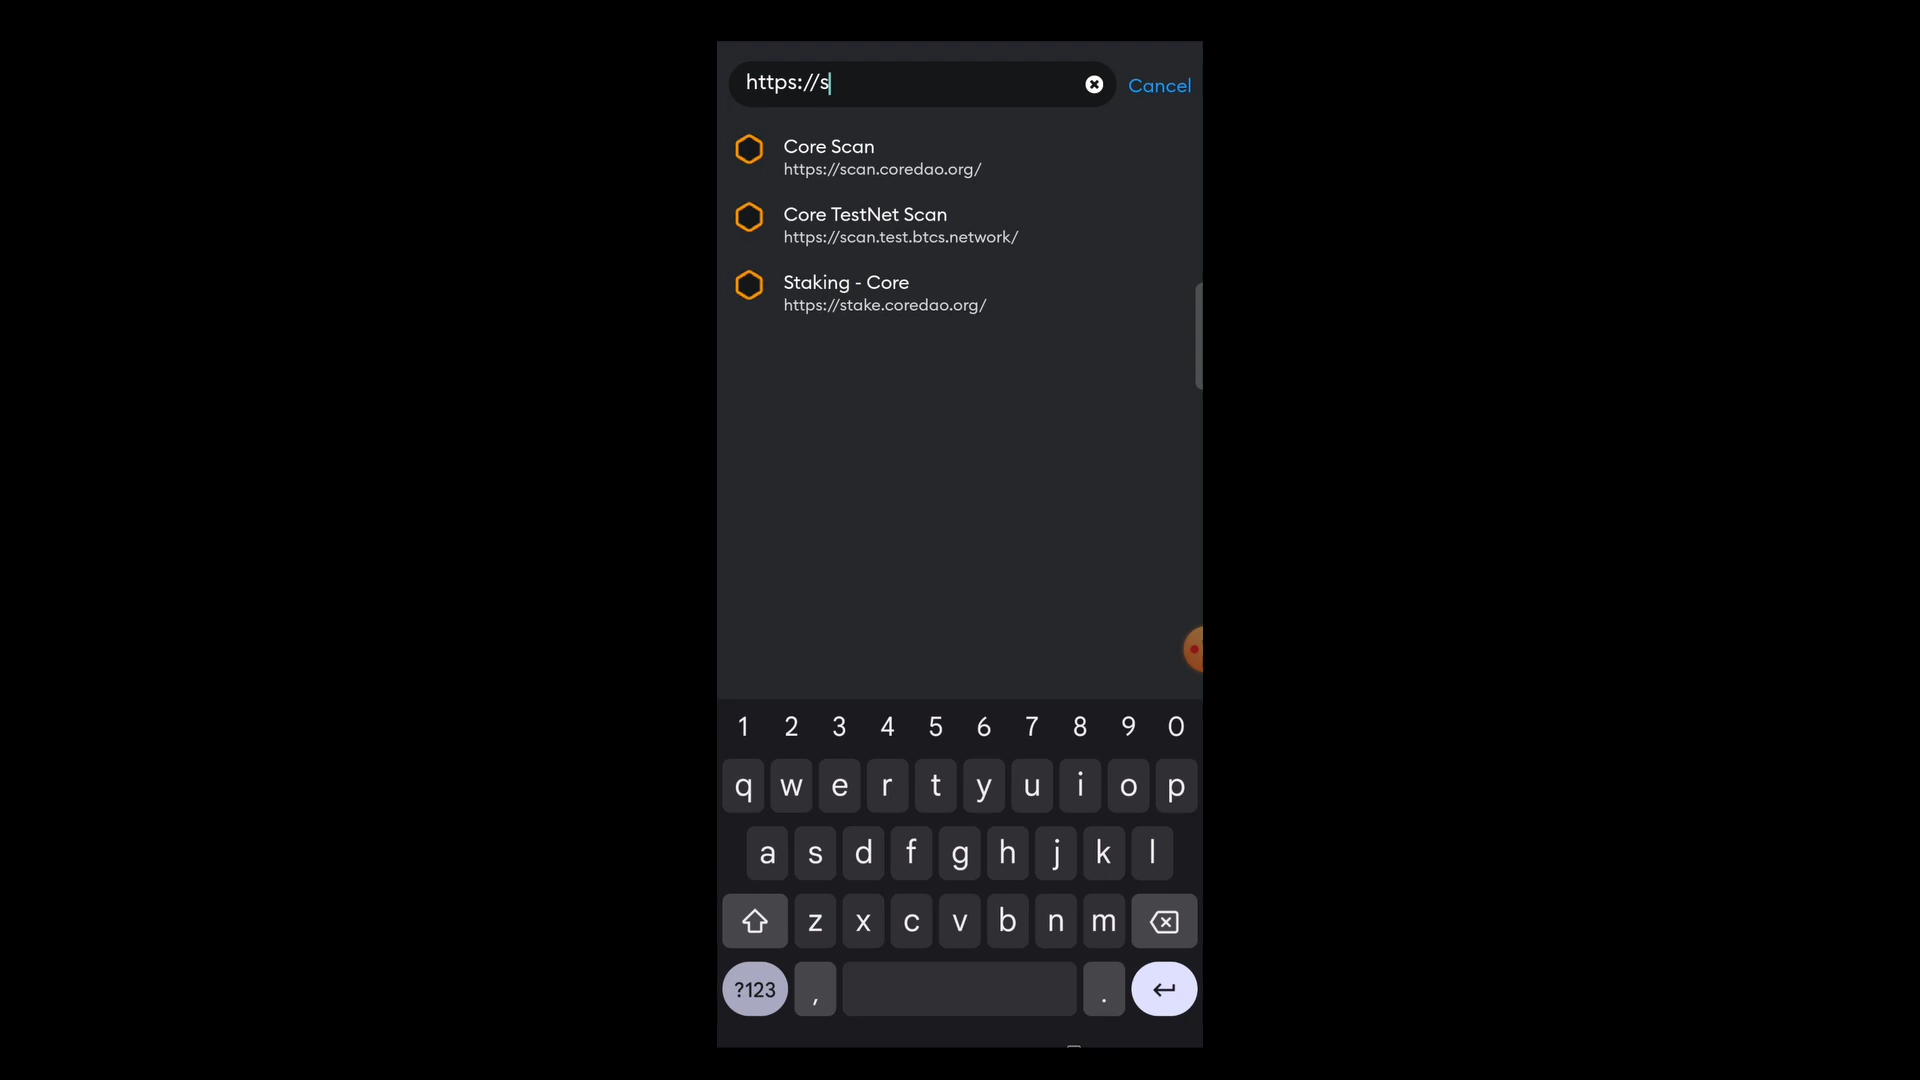 https://s
Cancel
Core Scan
https://scan.coredao.org/
Core TestNet Scan
https://scan.test.btcs.network/
Staking - Core
https://stake.coredao.org/
1 2 3 4 5 6 7 8 9 0
q w e r t y u i o p
a s d f g h j k l
z x c v b n m
?123 , .